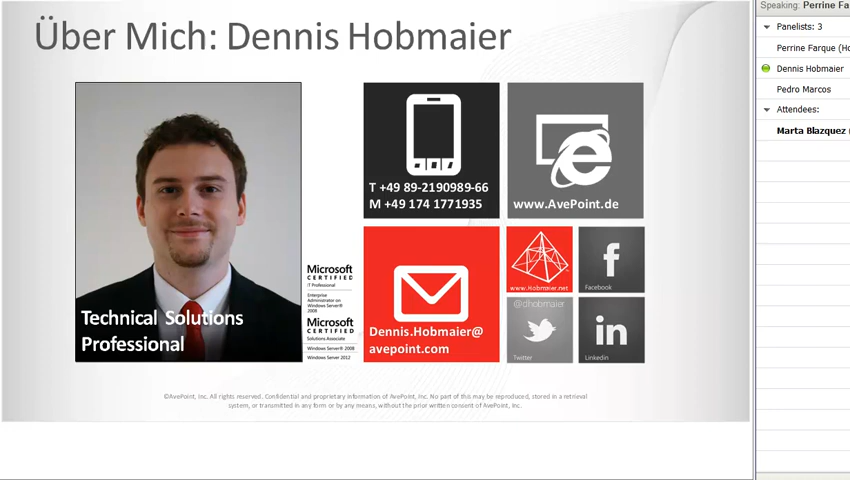 Über Mich: Dennis Hobmaier
T +49 89-2190989-66
M +49 174 1771935
www.AvePoint.de
Technical Solutions
Professional
Microsoft
CERTIFIED
IT Professional
Enterprise
Administrator on
Windows Server®
2008
Microsoft
CERTIFIED
Solutions Associate
Windows Server® 2008
Windows Server 2012
Dennis.Hobmaier@
avepoint.com
www.Hobmaier.net
Facebook
@dhobmaier
Twitter
in
Linkedin
©AvePoint, Inc. All rights reserved. Confidential and proprietary information of AvePoint, Inc. No part of this may be reproduced, stored in a retrieval
system, or transmitted in any form or by any means, without the prior written consent of AvePoint, Inc.
Speaking: Perrine Fa
Panelists: 3
Perrine Farque (Ho
Dennis Hobmaier
Pedro Marcos
Attendees:
Marta Blazquez (